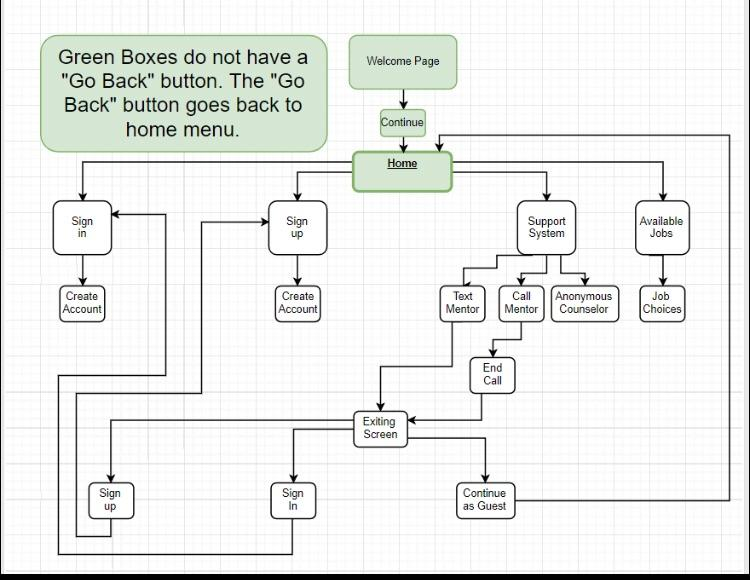 Green Boxes do not have a
"Go Back" button. The "Go
Back" button goes back to
home menu.
Welcome Page
Continue
Home
Sign
in
Sign
up
Support
System
Available
Jobs
Create
Account
Create
Account
Text
Mentor
Call
Mentor
Anonymous
Counselor
Job
Choices
End
Call
Exiting
Screen
Sign
up
Sign
In
Continue
as Guest